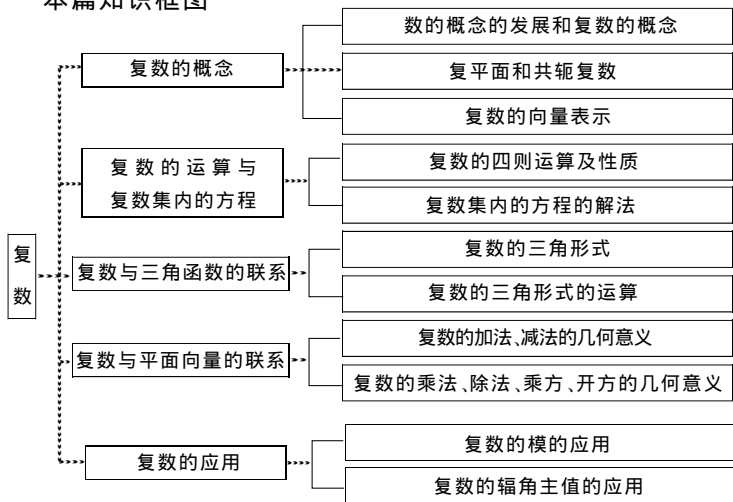 本篇知识框图
数的概念的发展和复数的概念
复数的概念
复平面和共轭复数
复数的向量表示
复数的运算与
复数集内的方程
复数的四则运算及性质
复数集内的方程的解法
复
数
复数与三角函数的联系
复数的三角形式
复数的三角形式的运算
复数与平面向量的联系
复数的加法、减法的几何意义
复数的乘法、除法、乘方、开方的几何意义
复数的应用
复数的模的应用
复数的辐角主值的应用